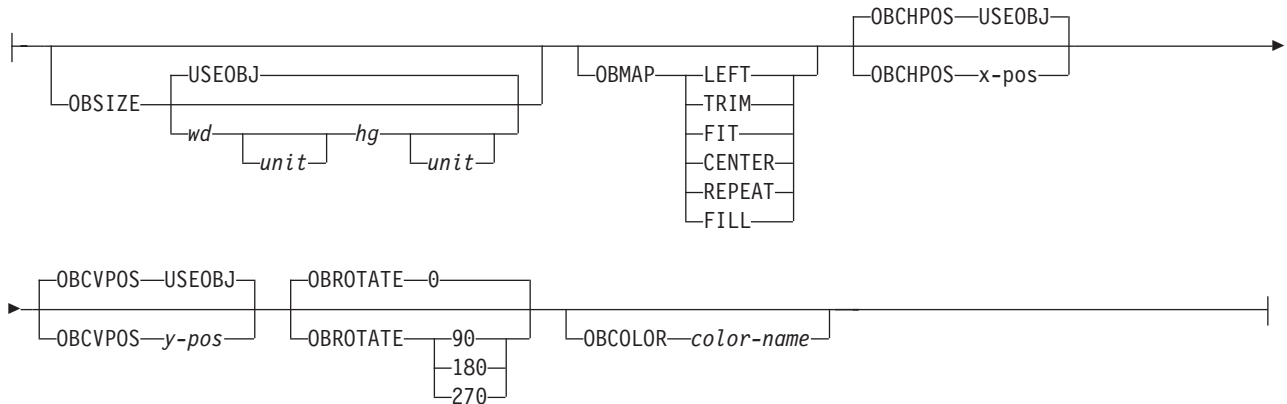 OBCHPOS USEOBJ
USEOBJ OBMAP LEFT OBCHPOS x-pos
OBSIZE TRIM
wd hg FIT
unit unit CENTER
REPEAT
FILL
OBCVPOS USEOBJ OBROTATE 0
OBCVPOS y-pos OBROTATE 90 OBCOLOR color-name
180
270